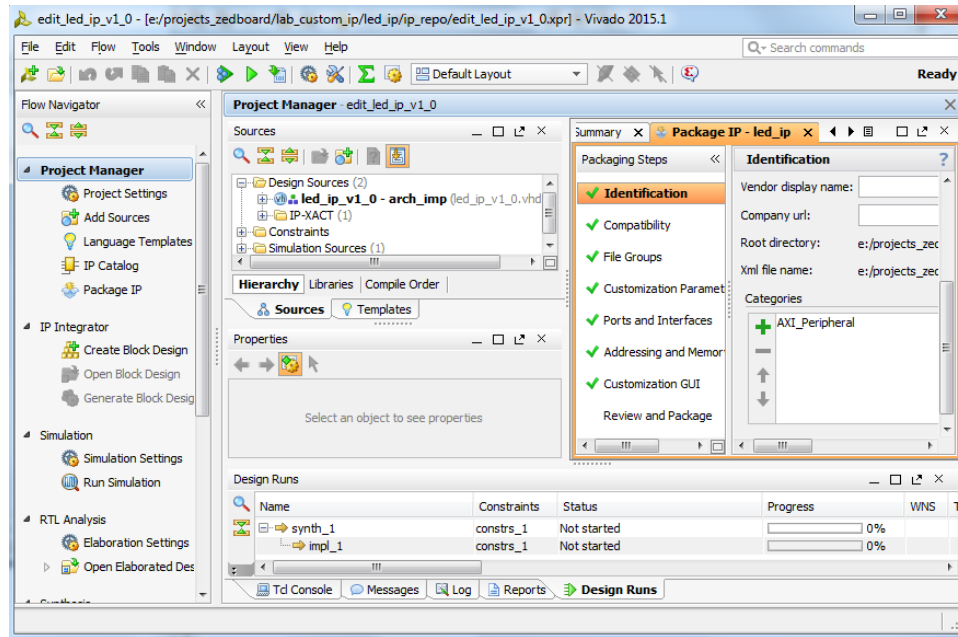 edit_led_ip_v1_0 - [e:/projects_zedboard/lab_custom_ip/led_ip/ip_repo/edit_led_ip_v1_0.xpr] - Vivado 2015.1
File Edit Flow Tools Window Layout View Help
Search commands
Default Layout
Ready
Flow Navigator
Project Manager
Project Settings
Add Sources
Language Templates
IP Catalog
Package IP
IP Integrator
Create Block Design
Open Block Design
Generate Block Desig
Simulation
Simulation Settings
Run Simulation
RTL Analysis
Elaboration Settings
Open Elaborated Des
Project Manager - edit_led_ip_v1_0
Sources
Design Sources (2)
led_ip_v1_0 - arch_imp (led_ip_v1_0.vhd
IP-XACT (1)
Constraints
Simulation Sources (1)
Hierarchy Libraries Compile Order
Sources Templates
Properties
Select an object to see properties
Summary Package IP - led_ip
Packaging Steps
Identification
Compatibility
File Groups
Customization Paramet
Ports and Interfaces
Addressing and Memor
Customization GUI
Review and Package
Identification
Vendor display name:
Company url:
Root directory: e:/projects_zed
Xml file name: e:/projects_zed
Categories
AXI_Peripheral
Design Runs
Name Constraints Status Progress WNS T
synth_1 constrs_1 Not started 0%
impl_1 constrs_1 Not started 0%
Tcl Console Messages Log Reports Design Runs